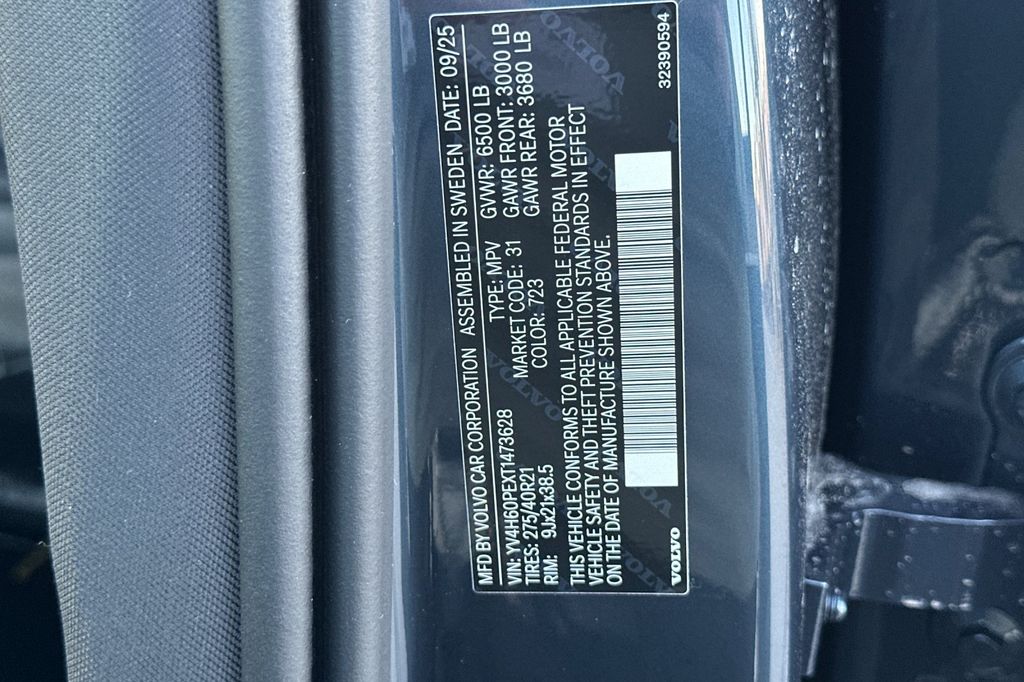 MFD BY VOLVO CAR CORPORATION ASSEMBLED IN SWEDEN DATE: 09/25
VIN: YV4H60PEXT1473628 TYPE: MPV GVWR: 6500 LB
TIRES: 275/40R21 MARKET CODE: 31 GAWR FRONT: 3000 LB
RIM: 9Jx21x38.5 COLOR: 723 GAWR REAR: 3680 LB
THIS VEHICLE CONFORMS TO ALL APPLICABLE FEDERAL MOTOR
VEHICLE SAFETY AND THEFT PREVENTION STANDARDS IN EFFECT
ON THE DATE OF MANUFACTURE SHOWN ABOVE.
VOLVO 32390594